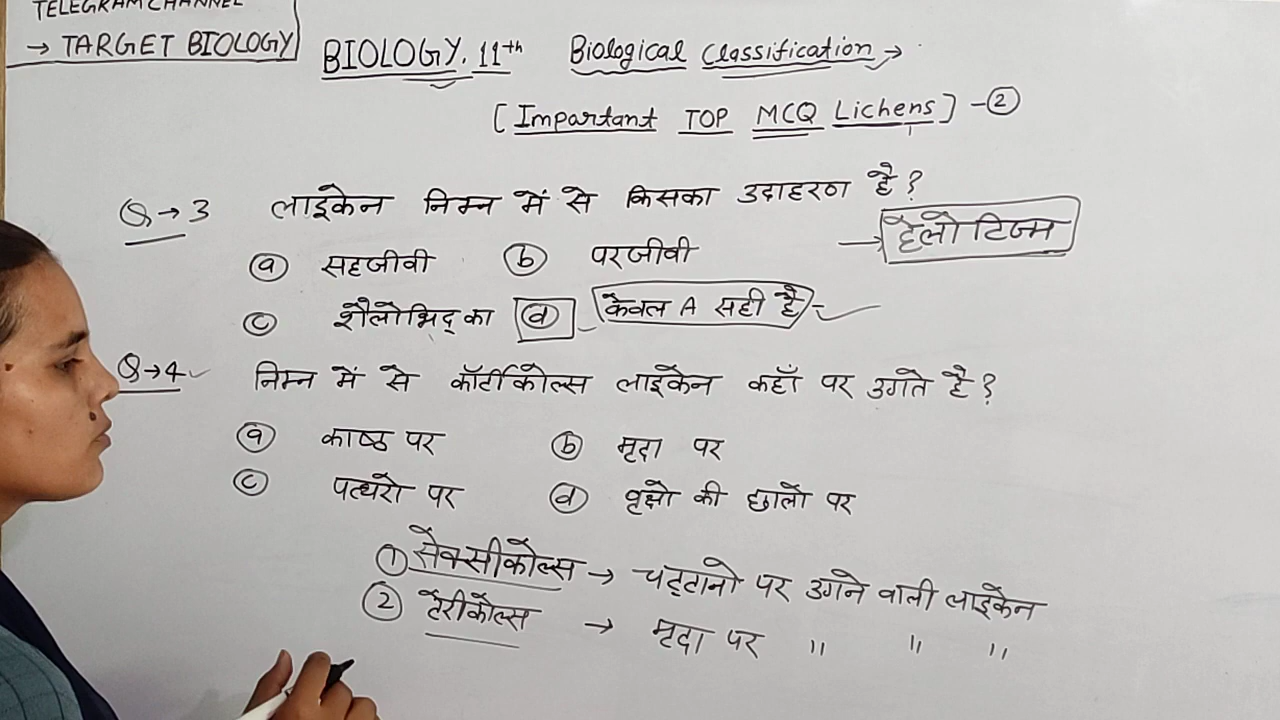 TELEGRAM CHANNEL
→ TARGET BIOLOGY
BIOLOGY. 11th Biological Classification →
[Impartant TOP MCQ Lichens] - ②
Q → 3 लाइकेन निम्न में से किसका उदाहरण है?
→ हेलोटिज्म
ⓐ सहजीवी ⓑ परजीवी
ⓒ शैलोभिद् का ⓓ केवल A सही है
Q → 4 निम्न में से कॉर्टीकोल्स लाइकेन कहाँ पर उगते है?
ⓐ काष्ठ पर ⓑ मृदा पर
ⓒ पत्थरो पर ⓓ वृक्षो की छालो पर
① सैक्सीकोल्स → चट्टानो पर उगने वाली लाइकेन
② टेरीकोल्स → मृदा पर " " "